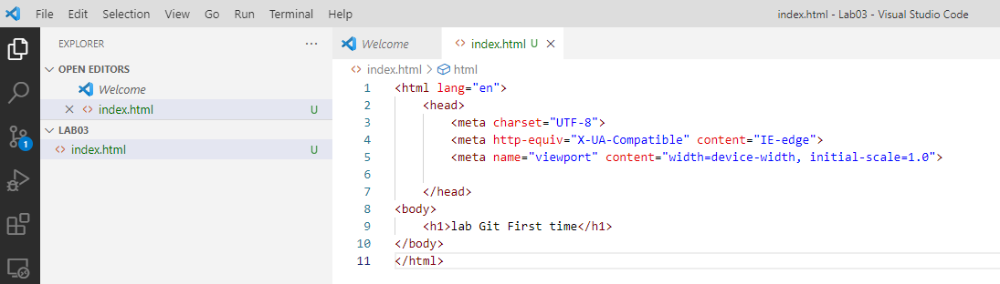 File Edit Selection View Go Run Terminal Help index.html - Lab03 - Visual Studio Code
EXPLORER ···
OPEN EDITORS
Welcome
index.html U
LAB03
index.html U
1
Welcome index.html U
index.html > html
1 <html lang="en">
2 <head>
3 <meta charset="UTF-8">
4 <meta http-equiv="X-UA-Compatible" content="IE-edge">
5 <meta name="viewport" content="width=device-width, initial-scale=1.0">
6
7 </head>
8 <body>
9 <h1>lab Git First time</h1>
10 </body>
11 </html>